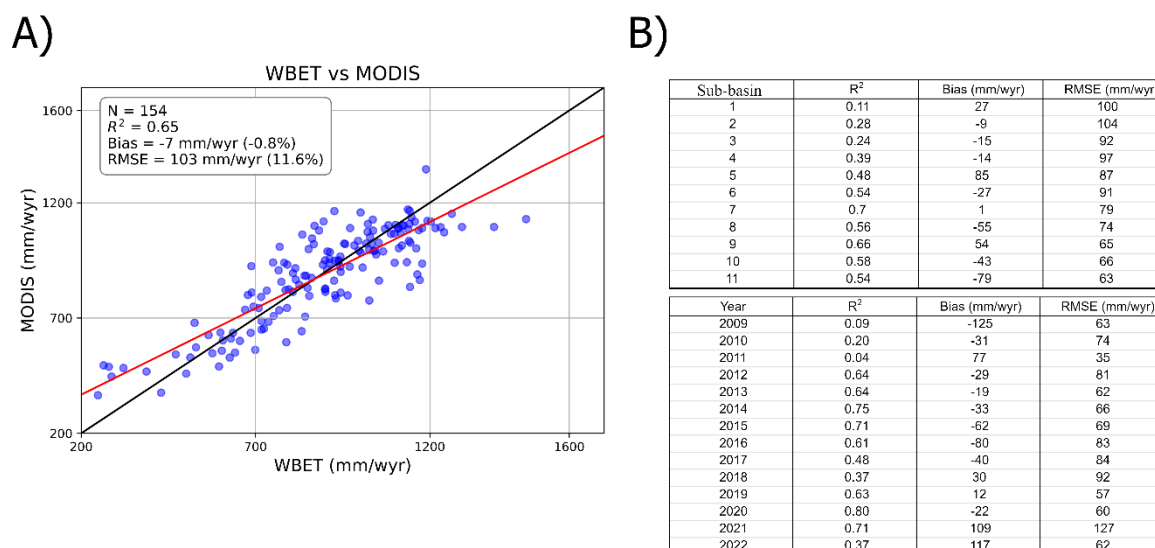 A)
WBET vs MODIS
N = 154
R² = 0.65
Bias = -7 mm/wyr (-0.8%)
RMSE = 103 mm/wyr (11.6%)
MODIS (mm/wyr)
1600
1200
700
200
200 700 1200 1600
WBET (mm/wyr)
B)
Sub-basin R² Bias (mm/wyr) RMSE (mm/wyr
1 0.11 27 100
2 0.28 -9 104
3 0.24 -15 92
4 0.39 -14 97
5 0.48 85 87
6 0.54 -27 91
7 0.7 1 79
8 0.56 -55 74
9 0.66 54 65
10 0.58 -43 66
11 0.54 -79 63
Year R² Bias (mm/wyr) RMSE (mm/wyr
2009 0.09 -125 63
2010 0.20 -31 74
2011 0.04 77 35
2012 0.64 -29 81
2013 0.64 -19 62
2014 0.75 -33 66
2015 0.71 -62 69
2016 0.61 -80 83
2017 0.48 -40 84
2018 0.37 30 92
2019 0.63 12 57
2020 0.80 -22 60
2021 0.71 109 127
2022 0.37 117 62